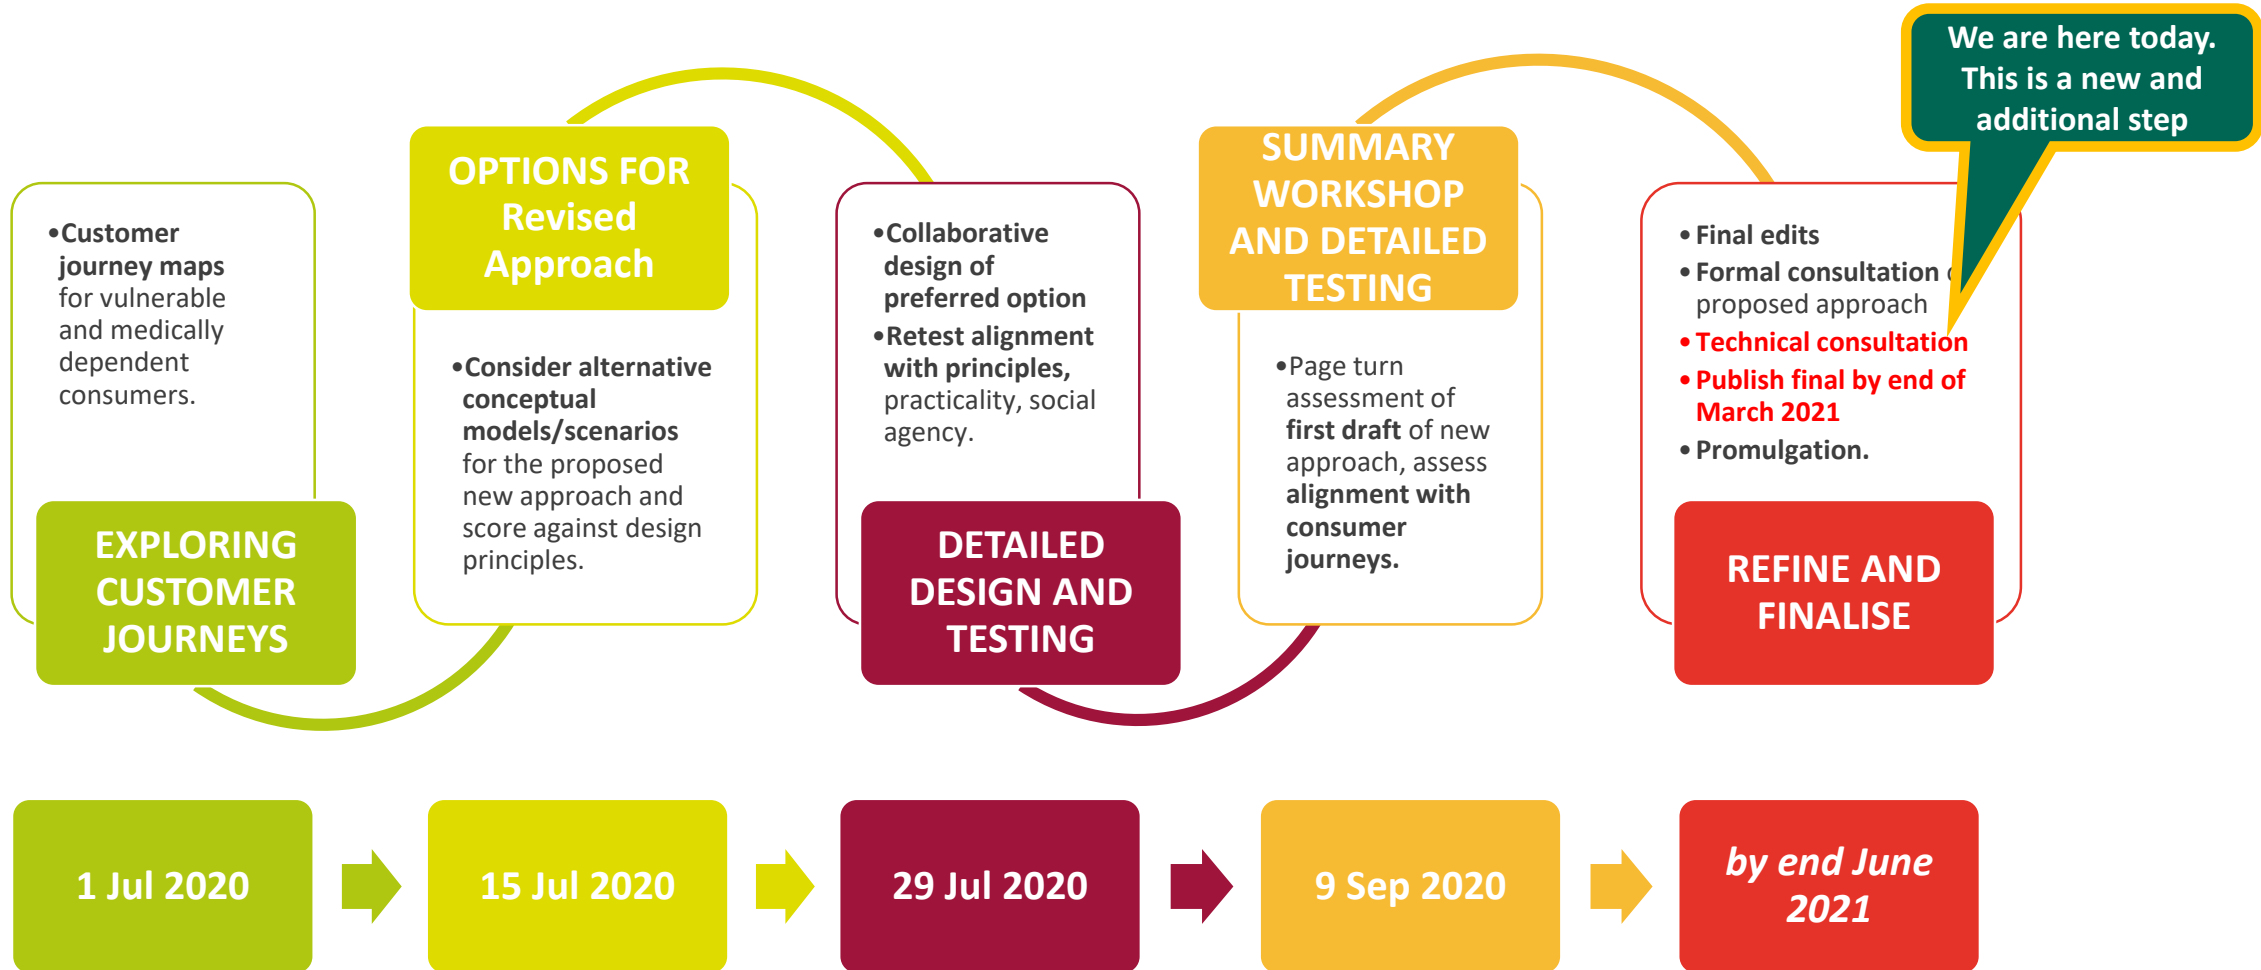 We are here today.
This is a new and
additional step
•Customer
journey maps
for vulnerable
and medically
dependent
consumers.
EXPLORING
CUSTOMER
JOURNEYS
OPTIONS FOR
Revised
Approach
•Consider alternative
conceptual
models/scenarios
for the proposed
new approach and
score against design
principles.
•Collaborative
design of
preferred option
•Retest alignment
with principles,
practicality, social
agency.
DETAILED
DESIGN AND
TESTING
SUMMARY
WORKSHOP
AND DETAILED
TESTING
•Page turn
assessment of
first draft of new
approach, assess
alignment with
consumer
journeys.
• Final edits
• Formal consultation
proposed approach
• Technical consultation
• Publish final by end of
March 2021
• Promulgation.
REFINE AND
FINALISE
1 Jul 2020
15 Jul 2020
29 Jul 2020
9 Sep 2020
by end June
2021